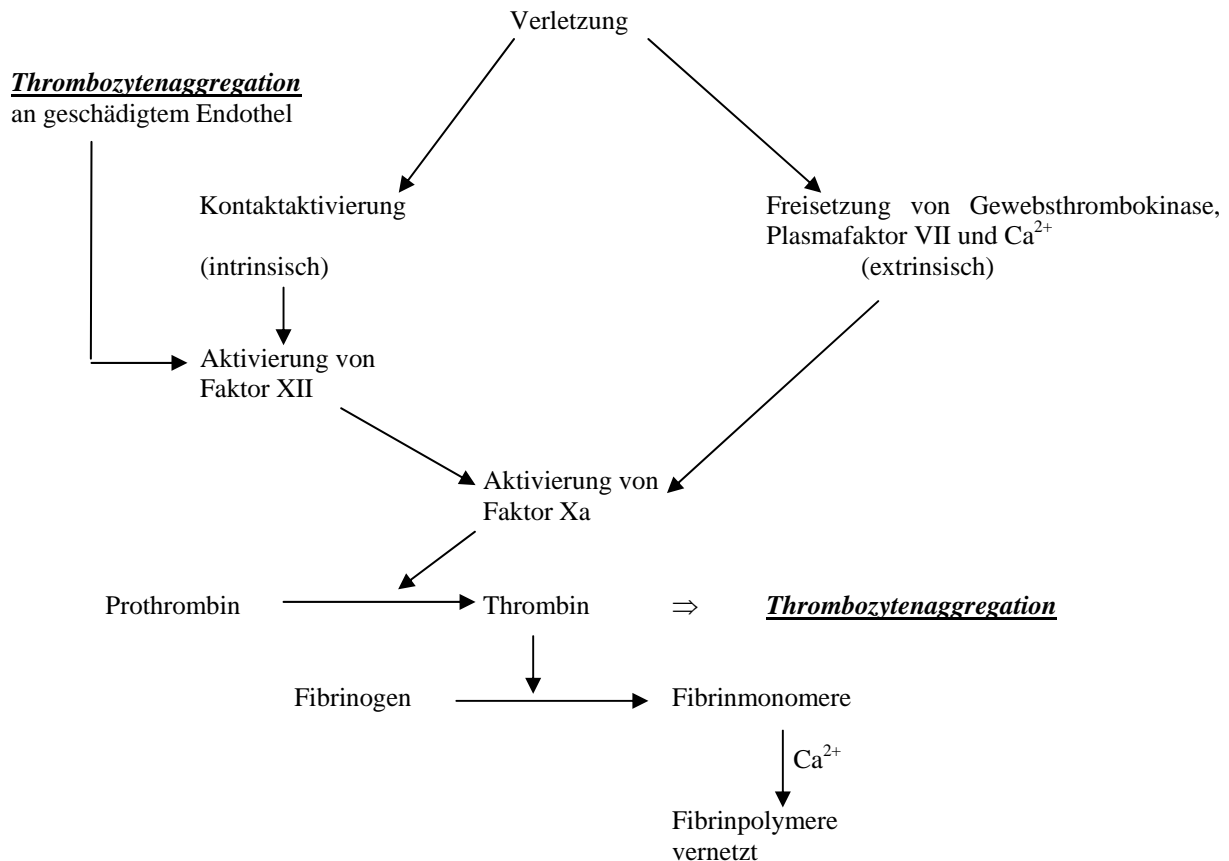 Verletzung
Thrombozytenaggregation
an geschädigtem Endothel
Kontaktaktivierung
(intrinsisch)
Freisetzung von Gewebsthrombokinase,
Plasmafaktor VII und Ca²⁺
(extrinsisch)
Aktivierung von
Faktor XII
Aktivierung von
Faktor Xa
Prothrombin Thrombin ⇒ Thrombozytenaggregation
Fibrinogen Fibrinmonomere
Ca²⁺
Fibrinpolymere
vernetzt